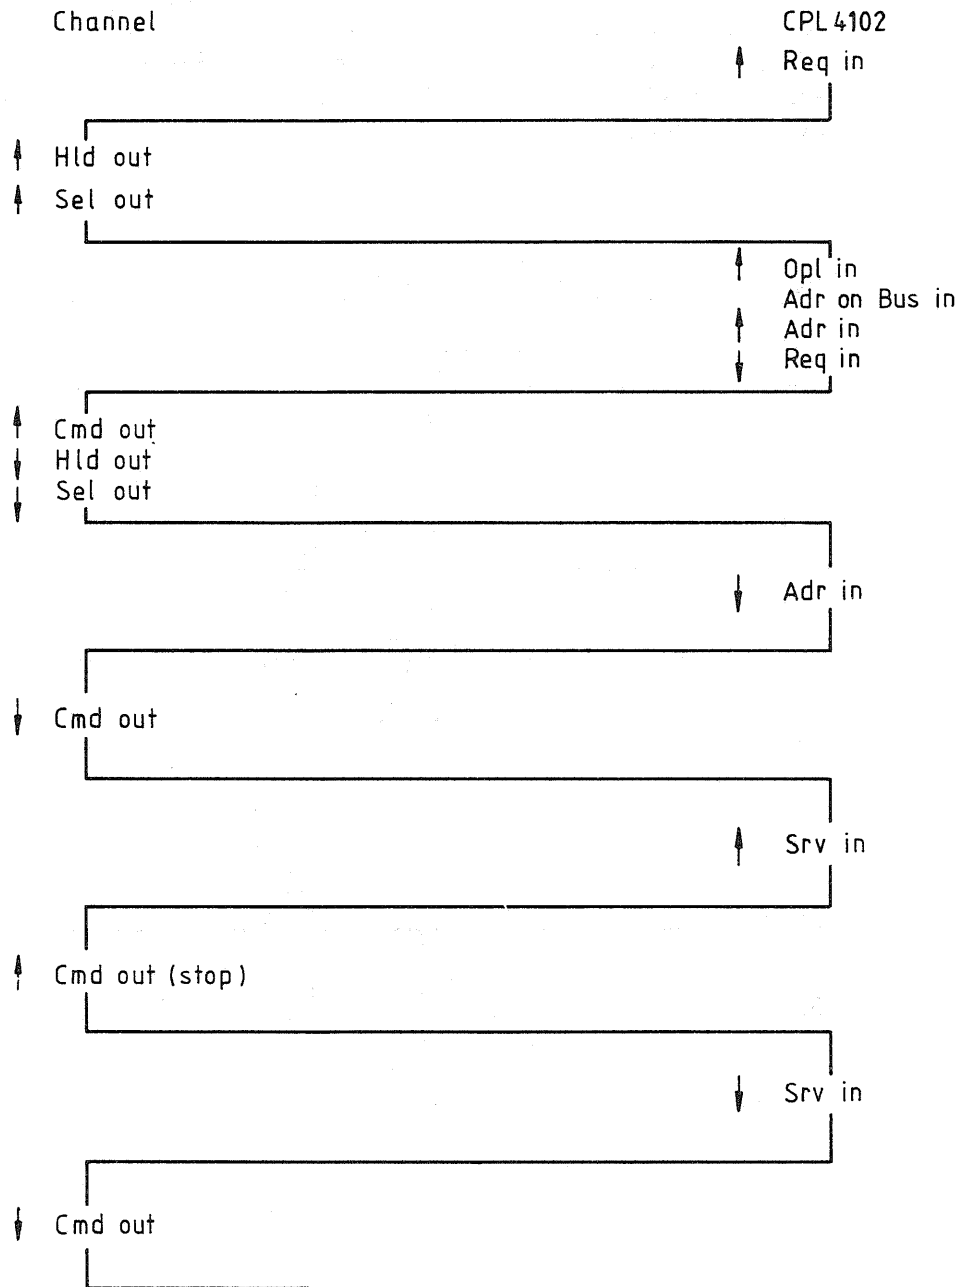 Channel CPL 4102
↑ Req in
↑ Hld out
↑ Sel out
↑ Opl in
Adr on Bus in
↑ Adr in
↓ Req in
↑ Cmd out
↓ Hld out
↓ Sel out
↓ Adr in
↓ Cmd out
↑ Srv in
↑ Cmd out (stop)
↓ Srv in
↓ Cmd out